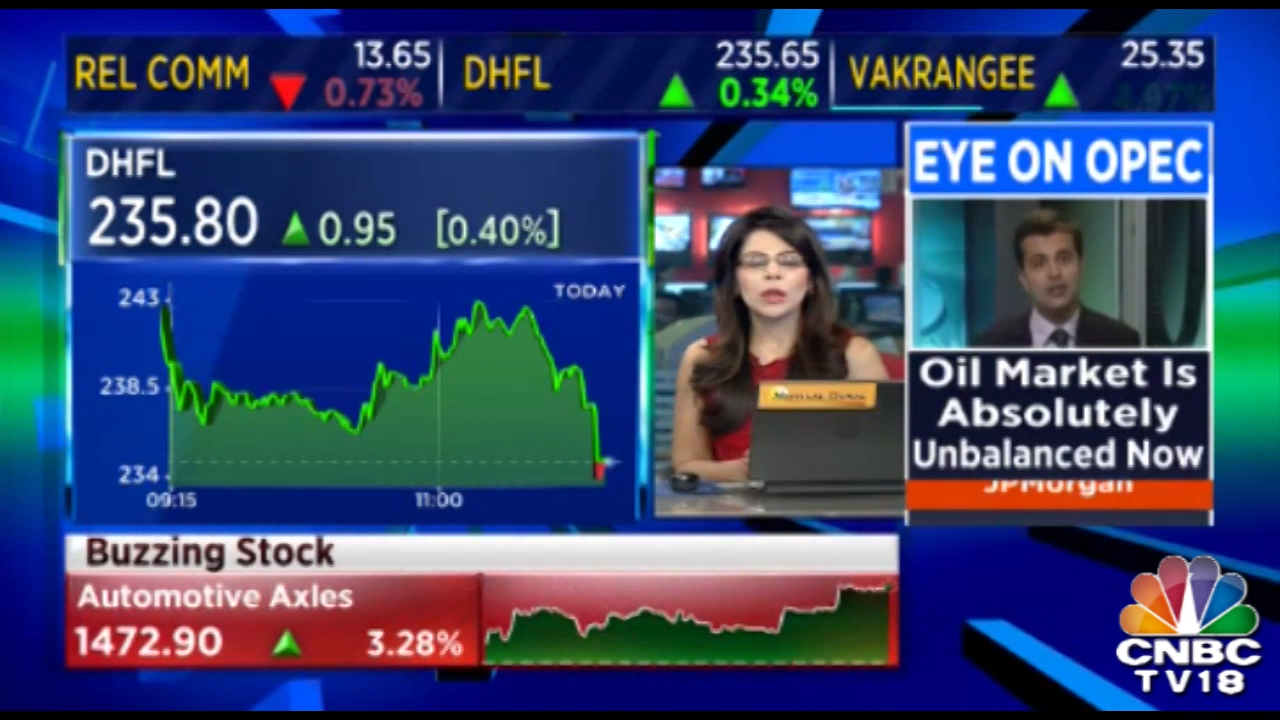 REL COMM
13.65
0.73%
DHFL
235.65
0.34%
VAKRANGEE
25.35
4.97%
DHFL
235.80 0.95 [0.40%]
TODAY
243
238.5
234
09:15 11:00
EYE ON OPEC
Oil Market Is
Absolutely
Unbalanced Now
JPMorgan
Buzzing Stock
Automotive Axles
1472.90 3.28%
CNBC
TV18